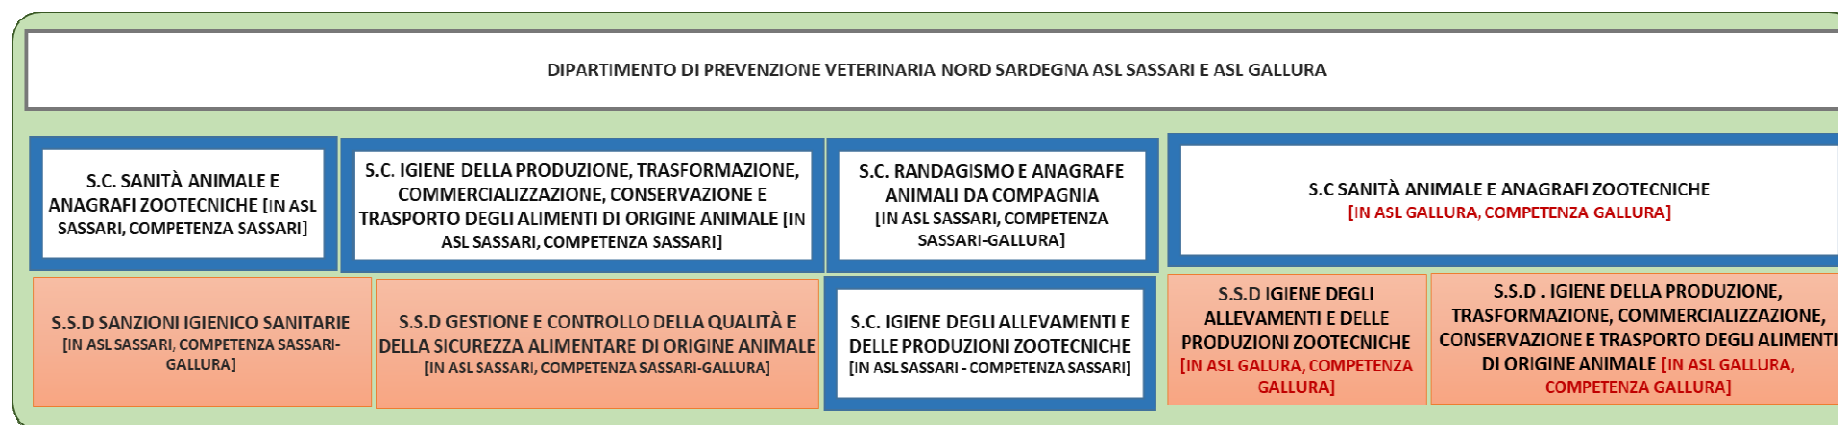 DIPARTIMENTO DI PREVENZIONE VETERINARIA NORD SARDEGNA ASL SASSARI E ASL GALLURA
S.C. SANITÀ ANIMALE E
ANAGRAFI ZOOTECNICHE [IN ASL
SASSARI, COMPETENZA SASSARI]
S.C. IGIENE DELLA PRODUZIONE, TRASFORMAZIONE,
COMMERCIALIZZAZIONE, CONSERVAZIONE E
TRASPORTO DEGLI ALIMENTI DI ORIGINE ANIMALE [IN
ASL SASSARI, COMPETENZA SASSARI]
S.C. RANDAGISMO E ANAGRAFE
ANIMALI DA COMPAGNIA
[IN ASL SASSARI, COMPETENZA
SASSARI-GALLURA]
S.C SANITÀ ANIMALE E ANAGRAFI ZOOTECNICHE
[IN ASL GALLURA, COMPETENZA GALLURA]
S.S.D SANZIONI IGIENICO SANITARIE
[IN ASL SASSARI, COMPETENZA SASSARI-
GALLURA]
S.S.D GESTIONE E CONTROLLO DELLA QUALITÀ E
DELLA SICUREZZA ALIMENTARE DI ORIGINE ANIMALE
[IN ASL SASSARI, COMPETENZA SASSARI-GALLURA]
S.C. IGIENE DEGLI ALLEVAMENTI E
DELLE PRODUZIONI ZOOTECNICHE
[IN ASL SASSARI - COMPETENZA SASSARI]
S.S.D IGIENE DEGLI
ALLEVAMENTI E DELLE
PRODUZIONI ZOOTECNICHE
[IN ASL GALURA, COMPETENZA
GALLURA]
S.S.D . IGIENE DELLA PRODUZIONE,
TRASFORMAZIONE, COMMERCIALIZZAZIONE,
CONSERVAZIONE E TRASPORTO DEGLI ALIMENTI
DI ORIGINE ANIMALE [IN ASL GALLURA,
COMPETENZA GALLURA]